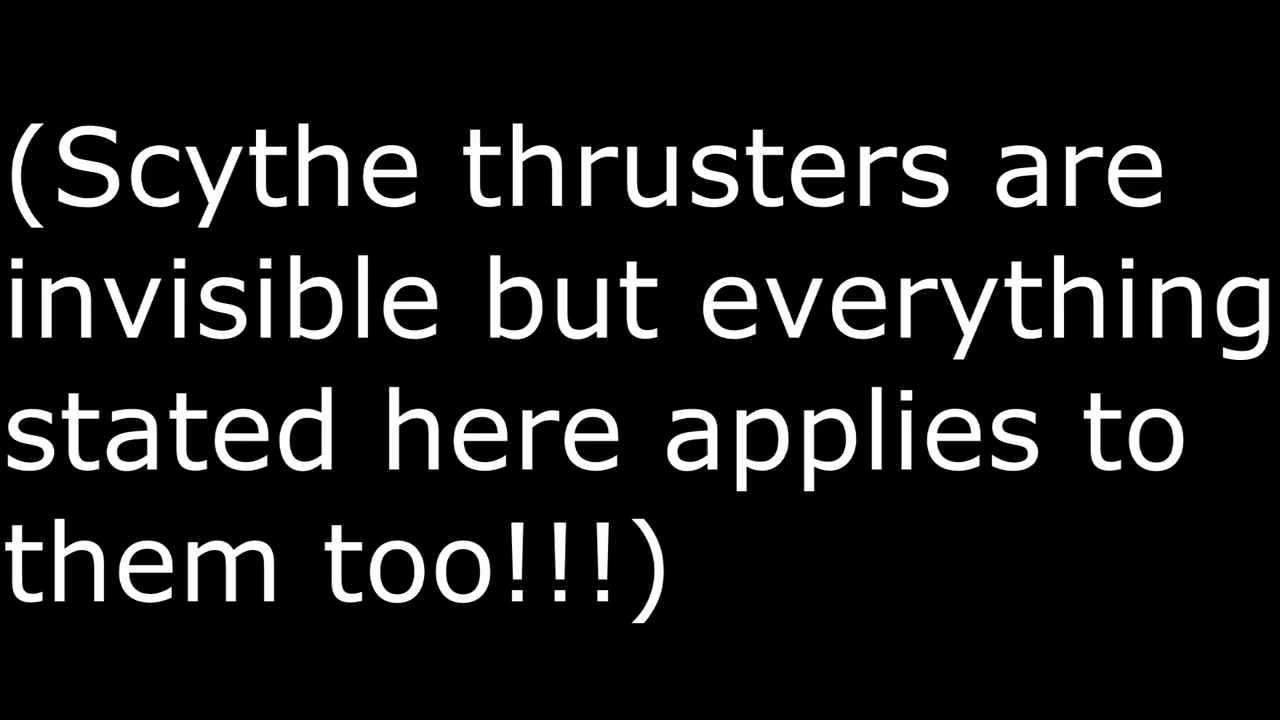 (Scythe thrusters are
invisible but everything
stated here applies to
them too!!!)